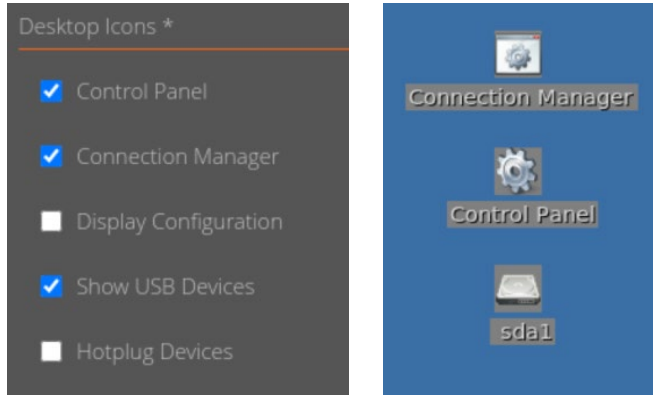 Desktop Icons *
Control Panel
Connection Manager
Display Configuration
Show USB Devices
Hotplug Devices
Connection Manager
Control Panel
sda1